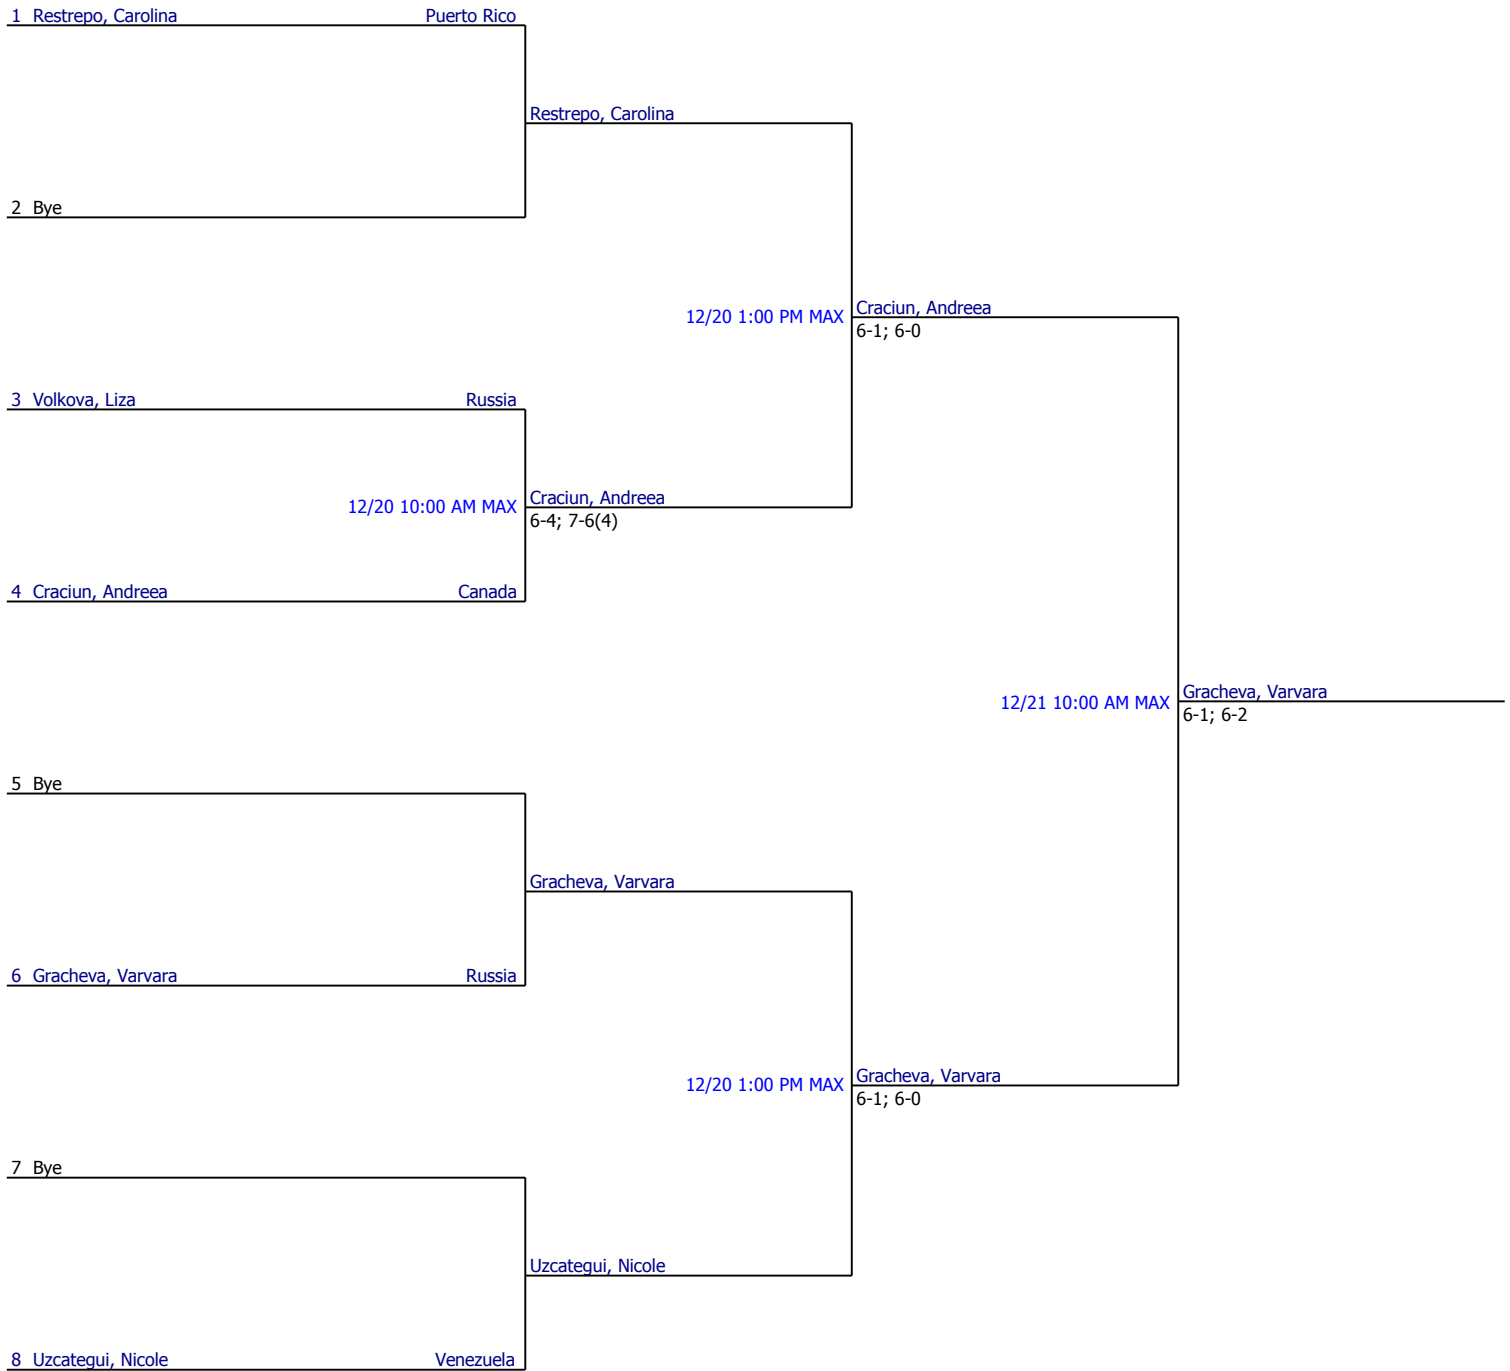 1 Restrepo, Carolina Puerto Rico
Restrepo, Carolina
2 Bye
Craciun, Andreea
12/20 1:00 PM MAX
6-1; 6-0
3 Volkova, Liza Russia
Craciun, Andreea
12/20 10:00 AM MAX
6-4; 7-6(4)
4 Craciun, Andreea Canada
Gracheva, Varvara
12/21 10:00 AM MAX
6-1; 6-2
5 Bye
Gracheva, Varvara
6 Gracheva, Varvara Russia
Gracheva, Varvara
12/20 1:00 PM MAX
6-1; 6-0
7 Bye
Uzcategui, Nicole
8 Uzcategui, Nicole Venezuela